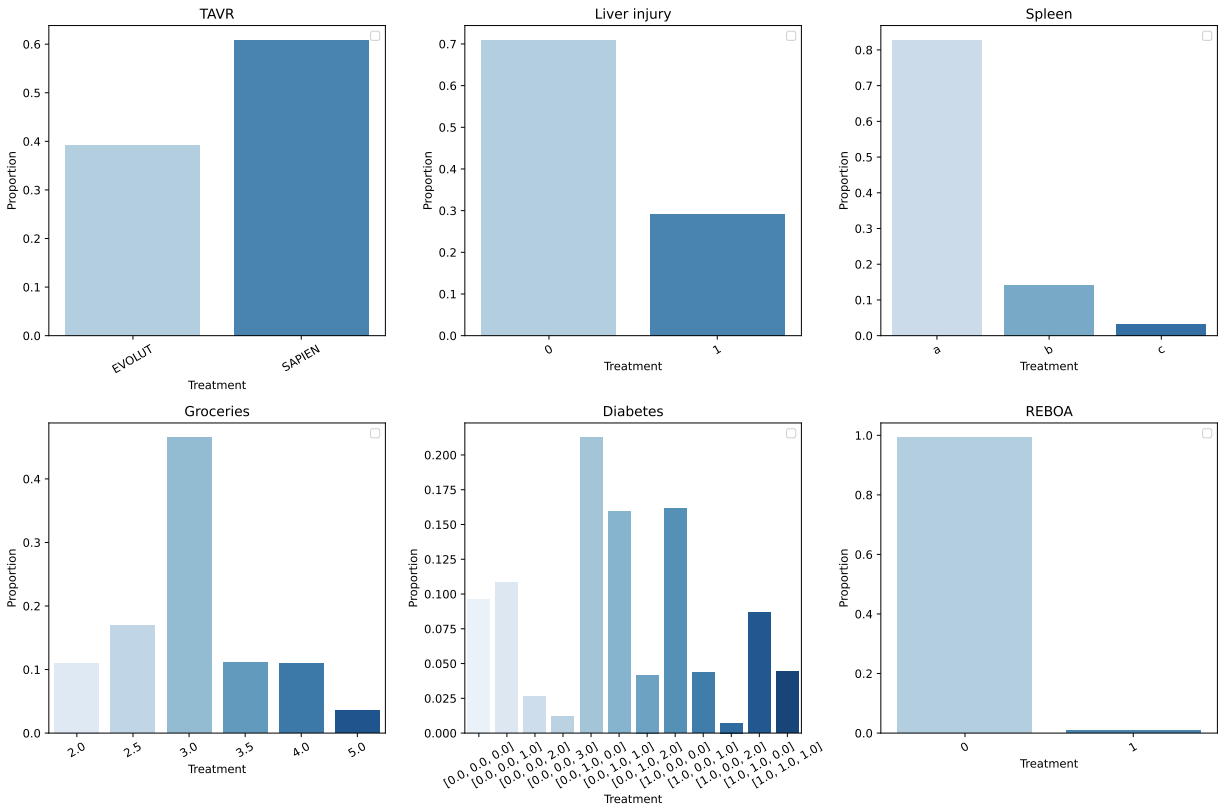 TAVR
Proportion
0.6
0.5
0.4
0.3
0.2
0.1
0.0
EVOLUT
SAPIEN
Treatment
Liver injury
Proportion
0.7
0.6
0.5
0.4
0.3
0.2
0.1
0.0
0
1
Treatment
Spleen
Proportion
0.8
0.7
0.6
0.5
0.4
0.3
0.2
0.1
0.0
a
b
c
Treatment
Groceries
Proportion
0.4
0.3
0.2
0.1
0.0
2.0
2.5
3.0
3.5
4.0
5.0
Treatment
Diabetes
Proportion
0.200
0.175
0.150
0.125
0.100
0.075
0.050
0.025
0.000
[0.0, 0.0, 0.0]
[0.0, 0.0, 1.0]
[0.0, 0.0, 2.0]
[0.0, 0.0, 3.0]
[0.0, 1.0, 0.0]
[0.0, 1.0, 1.0]
[0.0, 1.0, 2.0]
[1.0, 0.0, 0.0]
[1.0, 0.0, 1.0]
[1.0, 0.0, 2.0]
[1.0, 1.0, 0.0]
[1.0, 1.0, 1.0]
Treatment
REBOA
Proportion
1.0
0.8
0.6
0.4
0.2
0.0
0
1
Treatment